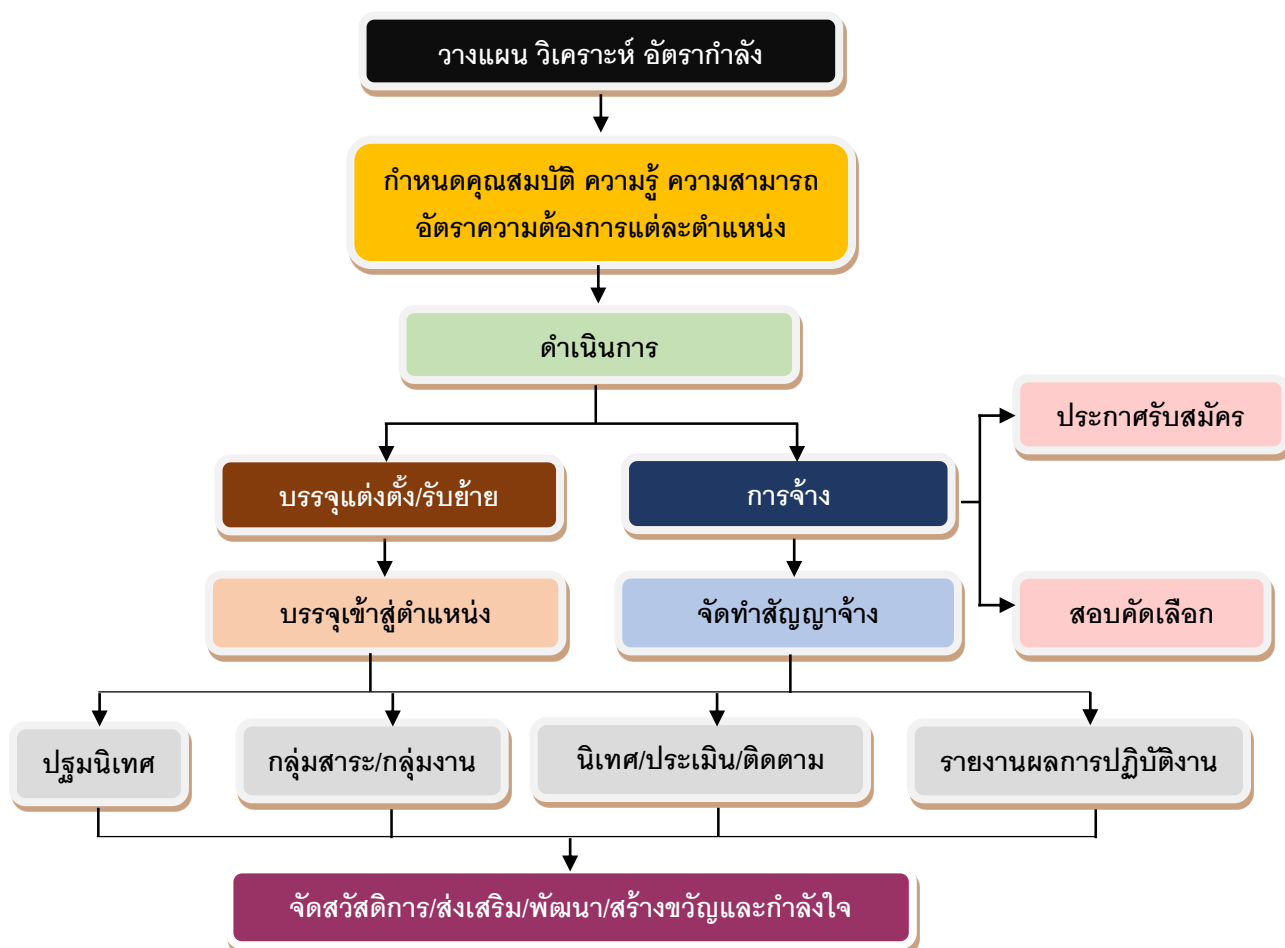 วางแผน วิเคราะห์ อัตรากำลัง
กำหนดคุณสมบัติ ความรู้ ความสามารถ
อัตราความต้องการแต่ละตำแหน่ง
ดำเนินการ
ประกาศรับสมัคร
บรรจุแต่งตั้ง/รับย้าย
การจ้าง
บรรจุเข้าสู่ตำแหน่ง
จัดทำสัญญาจ้าง
สอบคัดเลือก
ปฐมนิเทศ
กลุ่มสาระ/กลุ่มงาน
นิเทศ/ประเมิน/ติดตาม
รายงานผลการปฏิบัติงาน
จัดสวัสดิการ/ส่งเสริม/พัฒนา/สร้างขวัญและกำลังใจ